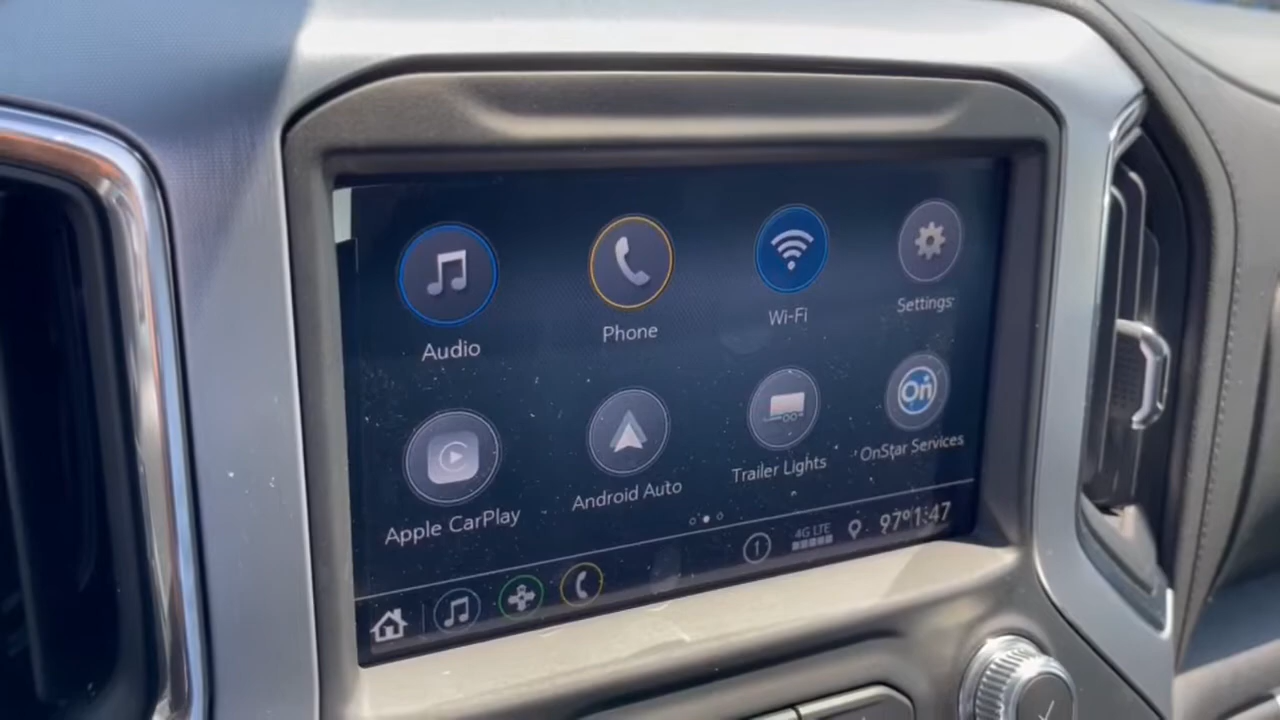 Audio
Phone
Wi-Fi
Settings
Apple CarPlay
Android Auto
Trailer Lights
On
OnStar Services
1
4G LTE
97° 1:47